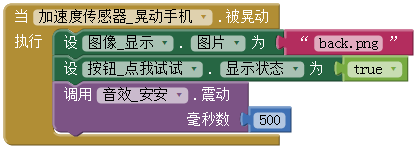 当 加速度传感器_晃动手机 . 被晃动
执行 设 图像_显示 . 图片 为 “ back.png ”
设 按钮_点我试试 . 显示状态 为 true
调用 音效_安安 . 震动
毫秒数 500